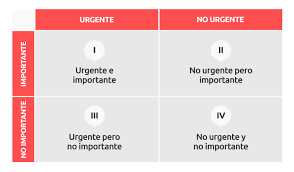 URGENTE
NO URGENTE
IMPORTANTE
I
Urgente e
importante
II
No urgente pero
importante
NO IMPORTANTE
III
Urgente pero
no importante
IV
No urgente y
no importante